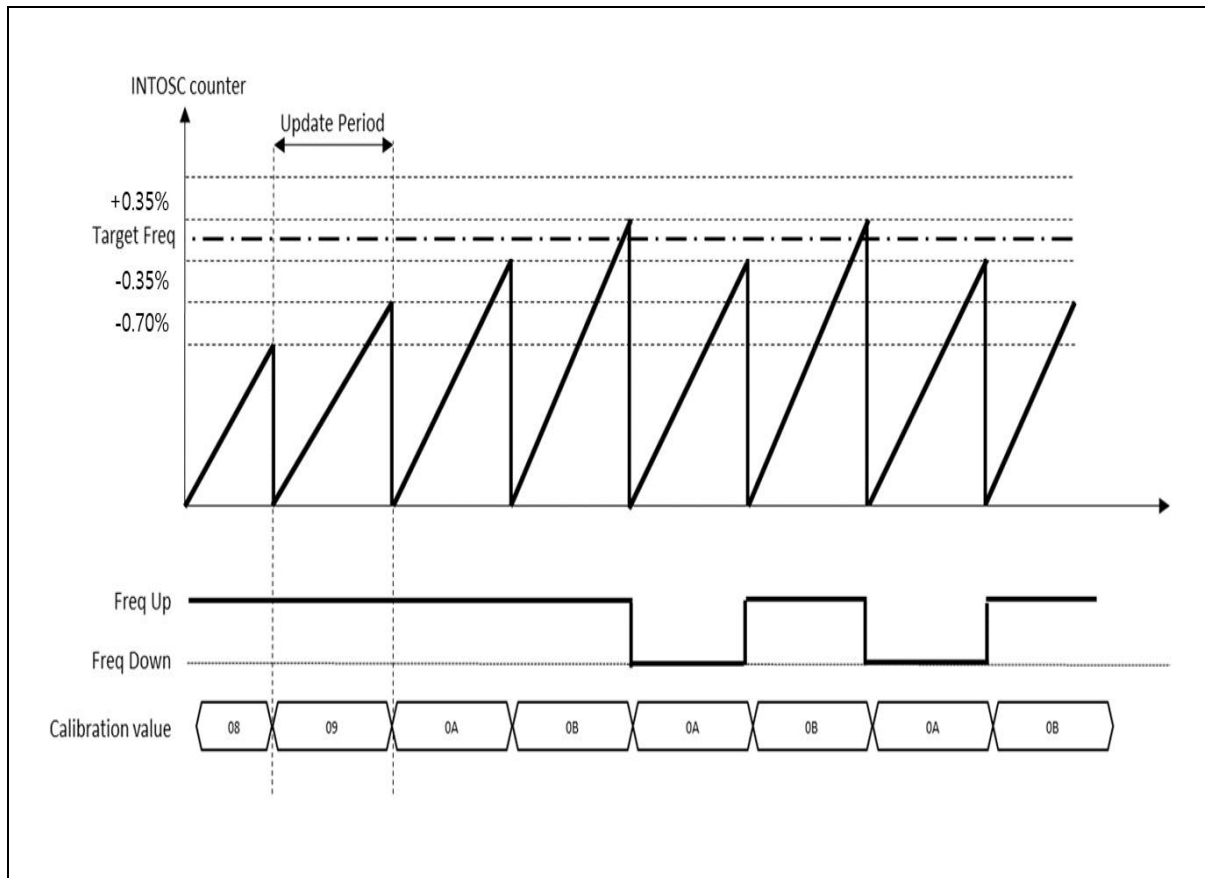 INTOSC counter
Update Period
+0.35%
Target Freq
-0.35%
-0.70%
Freq Up
Freq Down
Calibration value 08 09 0A 0B 0A 0B 0A 0B